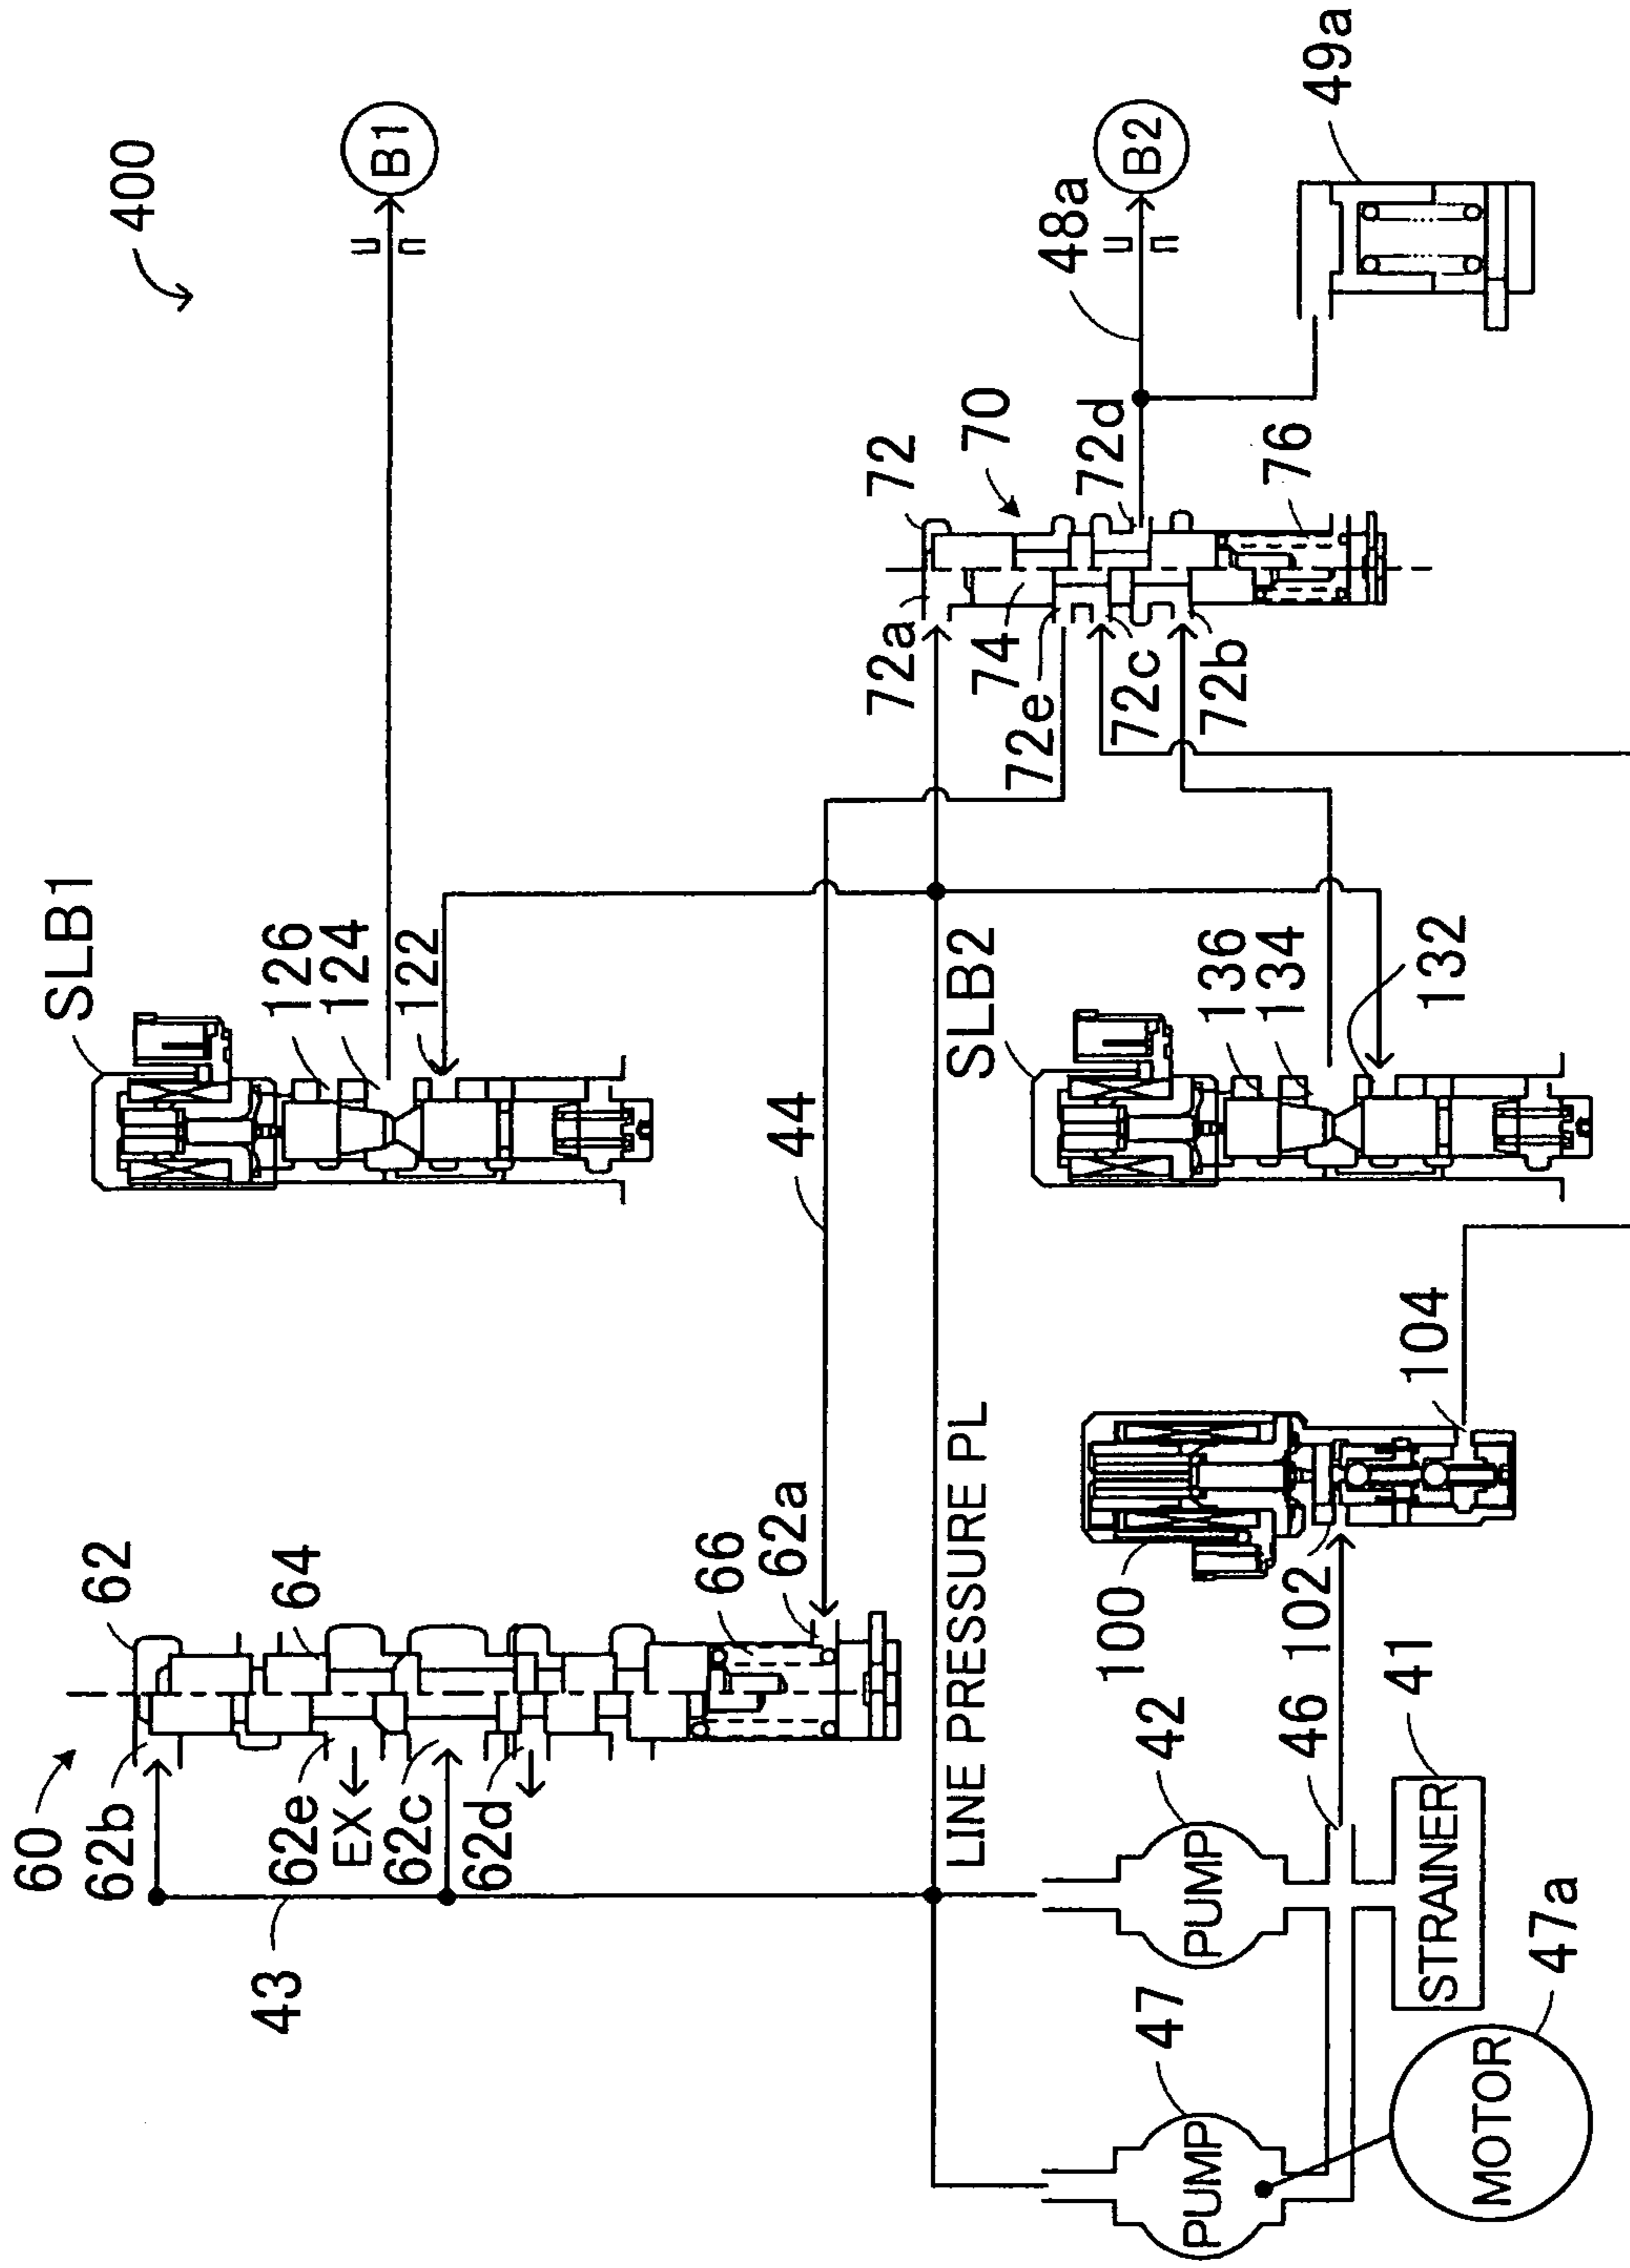 400
SLB1
126
124
122
B1
60
62b
62
64
62e
EX
62c
62d
66
62a
43
44
72a
72
74
70
72e
72c
72b
72d
76
48a
B2
49a
LINE PRESSURE PL
SLB2
136
134
132
100
102
104
47
PUMP
42
PUMP
46
41
STRAINER
MOTOR
47a